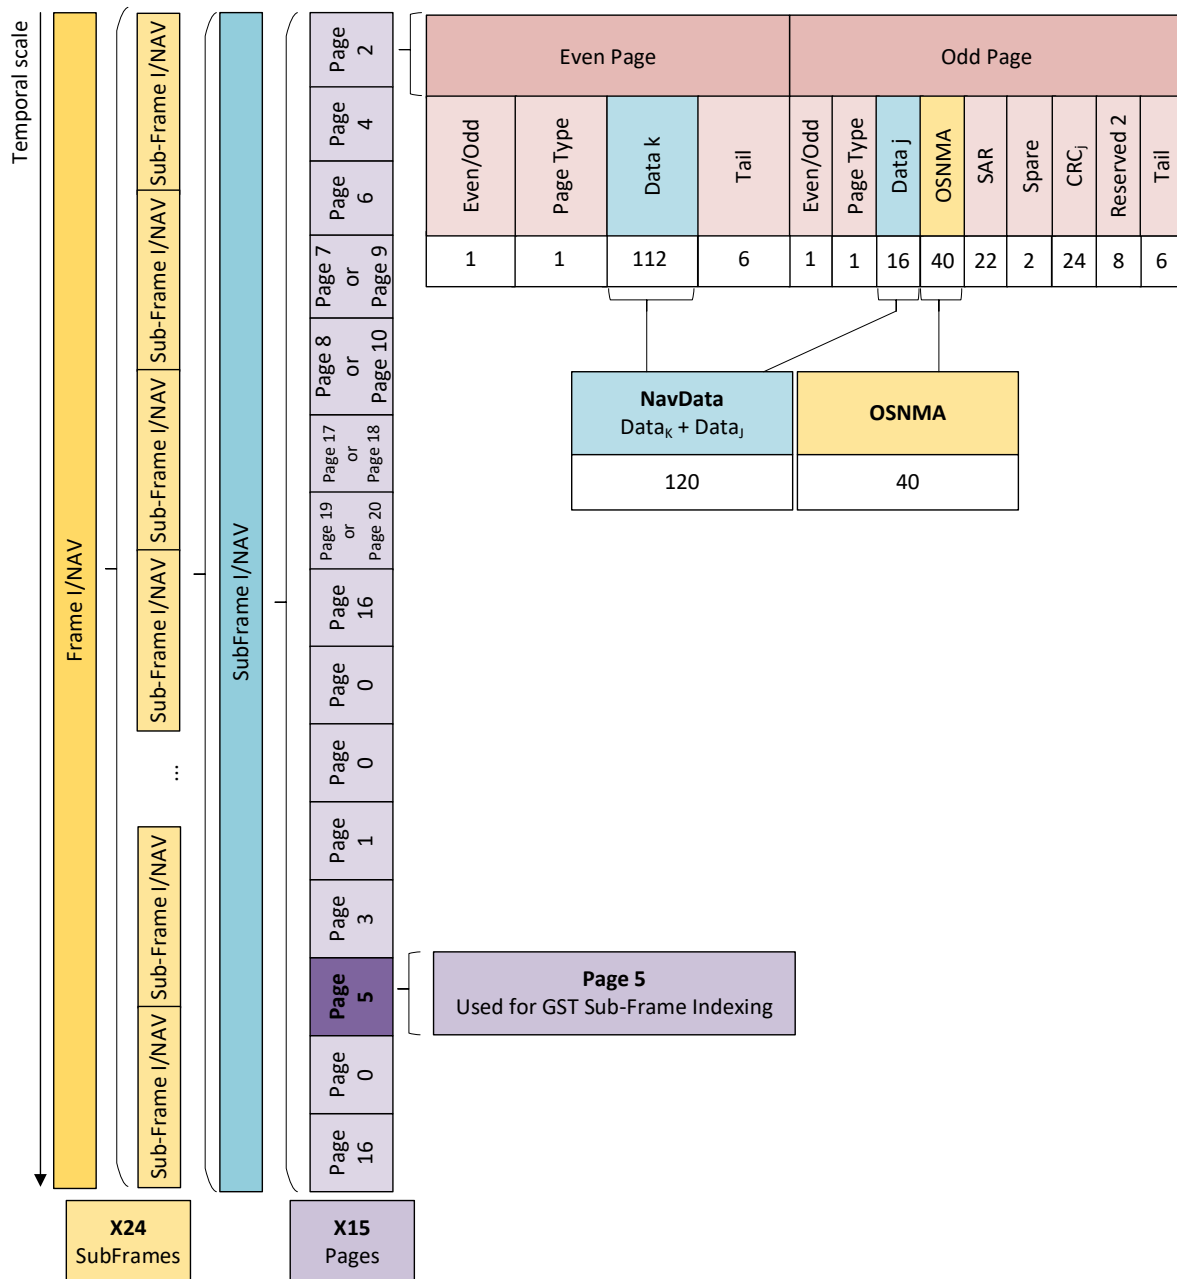 Temporal scale
Frame I/NAV
Sub-Frame I/NAV
Sub-Frame I/NAV
Sub-Frame I/NAV
Sub-Frame I/NAV
...
Sub-Frame I/NAV
Sub-Frame I/NAV
SubFrame I/NAV
Page 2
Page 4
Page 6
Page 7 or Page 9
Page 8 or Page 10
Page 17 or Page 18
Page 19 or Page 20
Page 16
Page 0
Page 0
Page 1
Page 3
Page 5
Page 0
Page 16
X24
SubFrames
X15
Pages
Even Page
Odd Page
Even/Odd
Page Type
Data k
Tail
Even/Odd
Page Type
Data j
OSNMA
SAR
Spare
CRCj
Reserved 2
Tail
1 1 112 6 1 1 16 40 22 2 24 8 6
NavData
DataK + DataJ
120
OSNMA
40
Page 5
Used for GST Sub-Frame Indexing